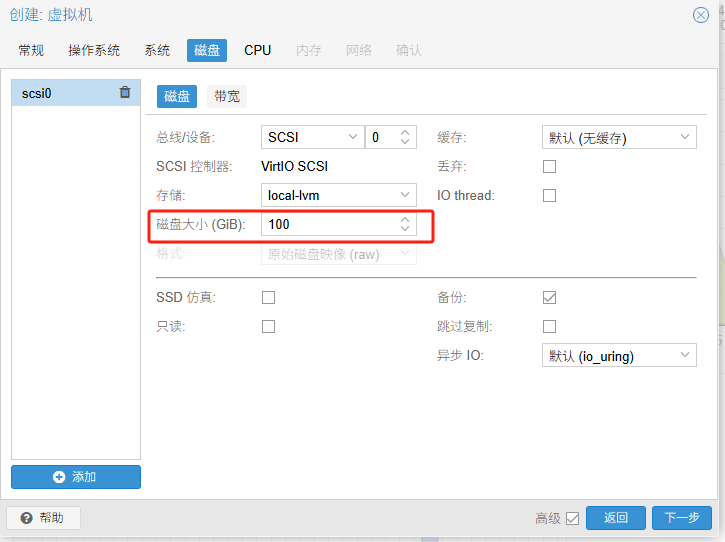 创建: 虚拟机
常规 操作系统 系统 磁盘 CPU 内存 网络 确认
scsi0
磁盘 带宽
总线/设备: SCSI 0 缓存: 默认 (无缓存)
SCSI 控制器: VirtIO SCSI 丢弃:
存储: local-lvm IO thread:
磁盘大小 (GiB): 100
格式: 原始磁盘映像 (raw)
SSD 仿真: 备份:
只读: 跳过复制:
异步 IO: 默认 (io_uring)
添加
帮助 高级 返回 下一步